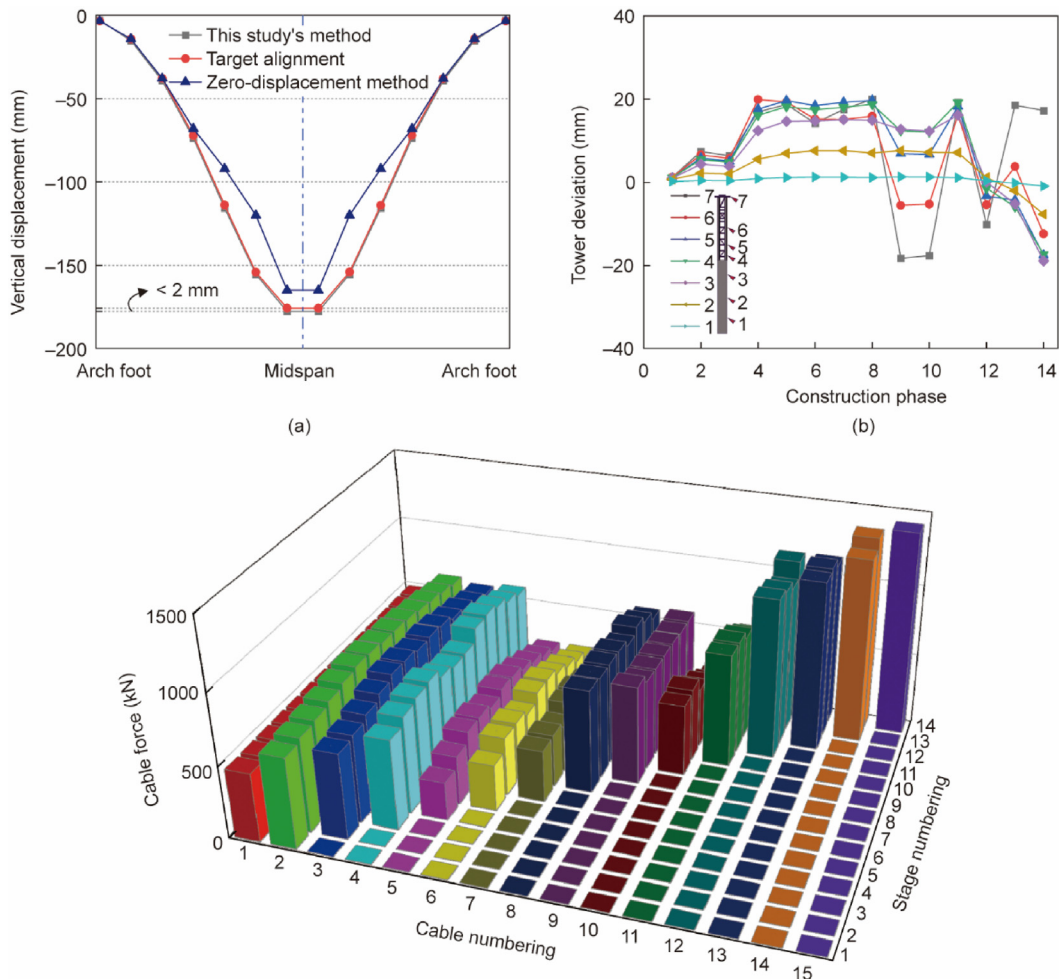 0
−50
−100
−150
−200
Vertical displacement (mm)
This study's method
Target alignment
Zero-displacement method
< 2 mm
Arch foot
Midspan
Arch foot
(a)
40
20
0
−20
−40
Tower deviation (mm)
7
6
5
4
3
2
1
7
6
5
4
3
2
1
0 2 4 6 8 10 12 14
Construction phase
(b)
1500
1000
500
0
Cable force (kN)
1 2 3 4 5 6 7 8 9 10 11 12 13 14 15
Cable numbering
14
13
12
11
10
9
8
7
6
5
4
3
2
1
Stage numbering